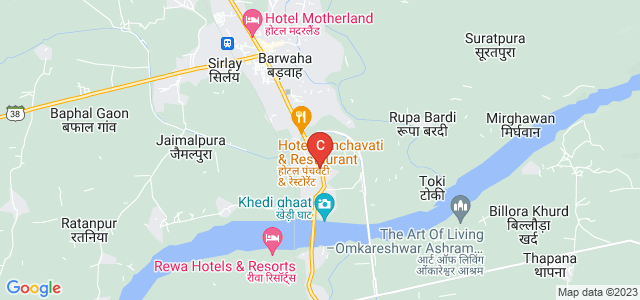 Hotel Motherland
होटल मदरलैंड
Suratpura
सूरतपुरा
Sirlay
सिर्लय
Barwaha
बड़वाह
38
Baphal Gaon
बफाल गांव
Rupa Bardi
रूपा बरदी
Mirghawan
मिर्घवान
Jaimalpura
जैमल्पुरा
C
Hotel Panchavati
& Restaurant
होटल पंचवटी
& रेस्टोरेंट
Toki
टोकी
Khedi ghaat
खेड़ी घाट
Billora Khurd
बिल्लौड़ा
खर्द
Ratanpur
रतनिया
The Art Of Living
–Omkareshwar Ashram...
आर्ट ऑफ़ लिविंग
ओंकारेश्वर आश्रम
Rewa Hotels & Resorts
रीवा रिसॉर्ट्स
Thapana
थापना
Google
Map data ©2023